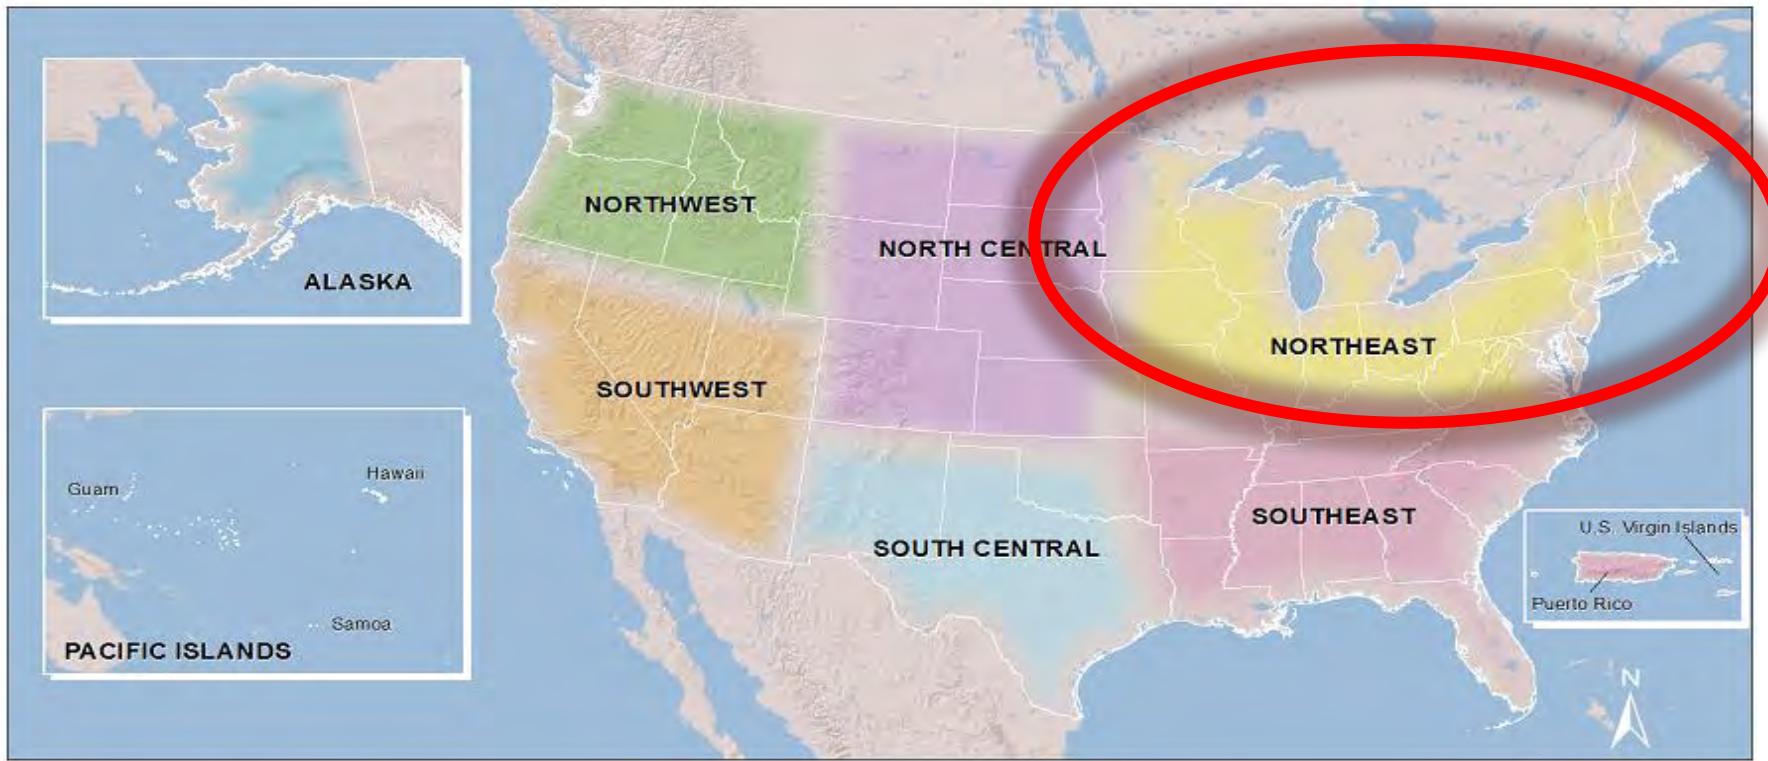 ALASKA
Guam
Hawaii
Samoa
PACIFIC ISLANDS
NORTHWEST
NORTH CENTRAL
NORTHEAST
SOUTHWEST
SOUTH CENTRAL
SOUTHEAST
U.S. Virgin Islands
Puerto Rico
N